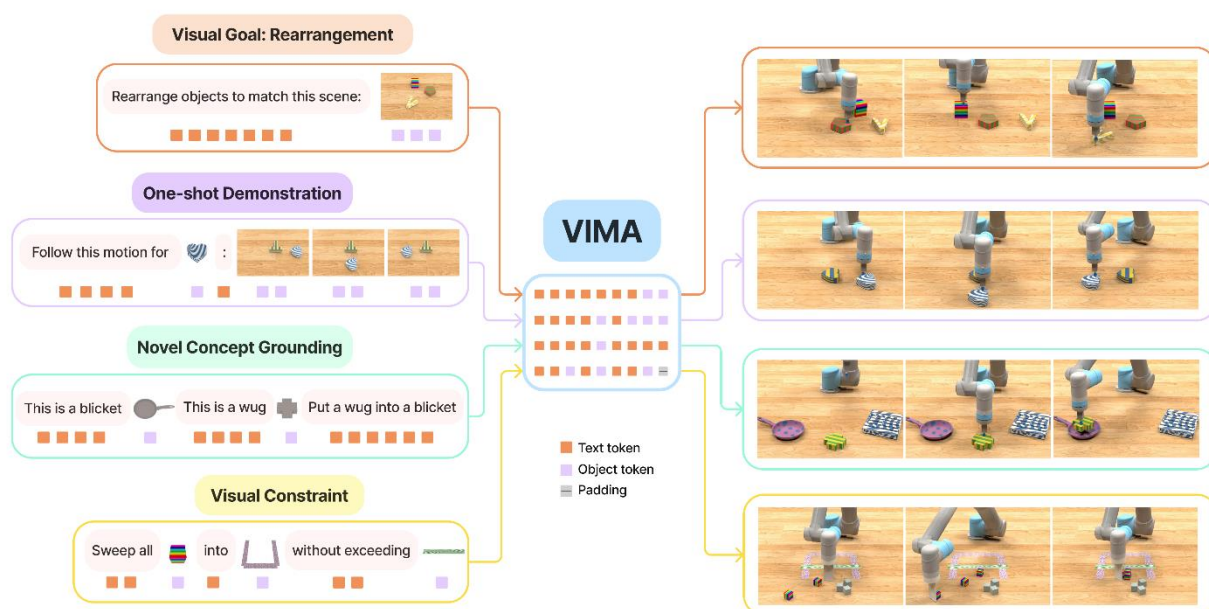 Visual Goal: Rearrangement
Rearrange objects to match this scene:
One-shot Demonstration
Follow this motion for :
Novel Concept Grounding
This is a blicket This is a wug Put a wug into a blicket
Visual Constraint
Sweep all into without exceeding
VIMA
Text token
Object token
Padding